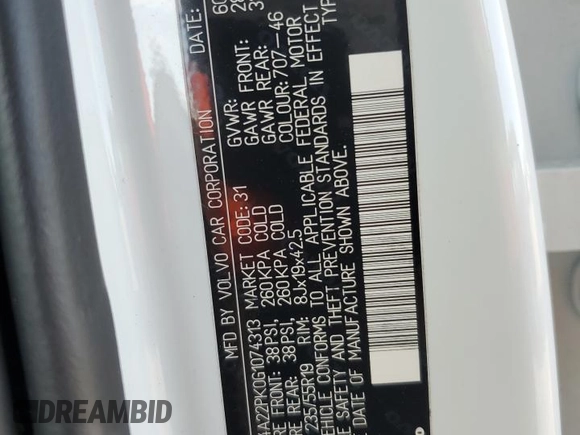 MFD BY VOLVO CAR CORPORATION DATE:
4A22PK0G1074313 MARKET CODE: 31 GVWR:
FRONT: 38PSI, 260KPA COLD GAWR FRONT:
REAR: 38PSI, 260KPA COLD GAWR REAR:
235/55R19 RIM: 8Jx19x42.5 COLOUR: 707-46
VEHICLE CONFORMS TO ALL APPLICABLE FEDERAL MOTOR
SAFETY AND THEFT PREVENTION STANDARDS IN EFFECT
DATE OF MANUFACTURE SHOWN ABOVE.
DREAMBID